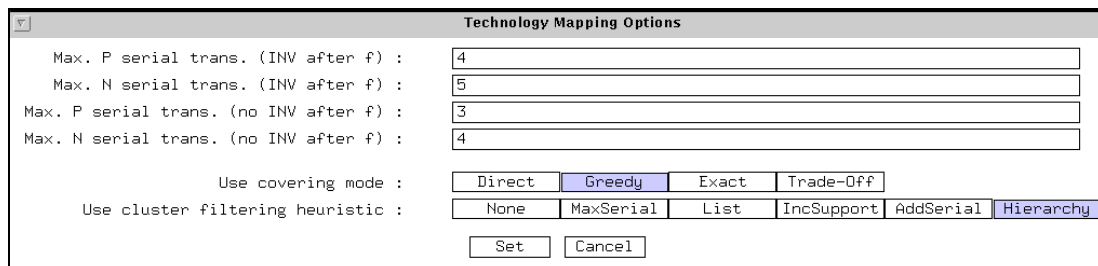 Technology Mapping Options
Max. P serial trans. (INV after f) : 4
Max. N serial trans. (INV after f) : 5
Max. P serial trans. (no INV after f) : 3
Max. N serial trans. (no INV after f) : 4
Use covering mode : Direct Greedy Exact Trade-Off
Use cluster filtering heuristic : None MaxSerial List IncSupport AddSerial Hierarchy
Set Cancel